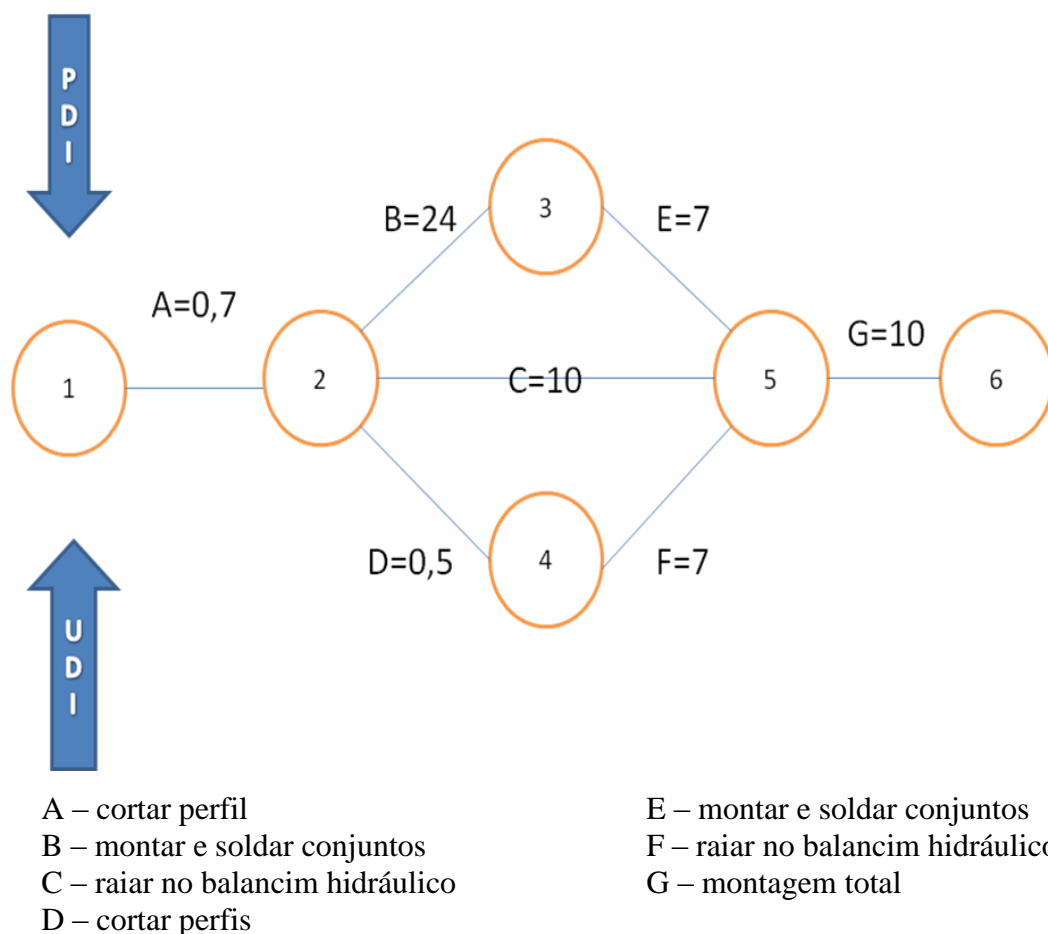 P
D
I
B=24
3
E=7
A=0,7
G=10
1
2
C=10
5
6
D=0,5
4
F=7
U
D
I
A – cortar perfil
B – montar e soldar conjuntos
C – raiar no balancim hidráulico
D – cortar perfis
E – montar e soldar conjuntos
F – raiar no balancim hidráulico
G – montagem total